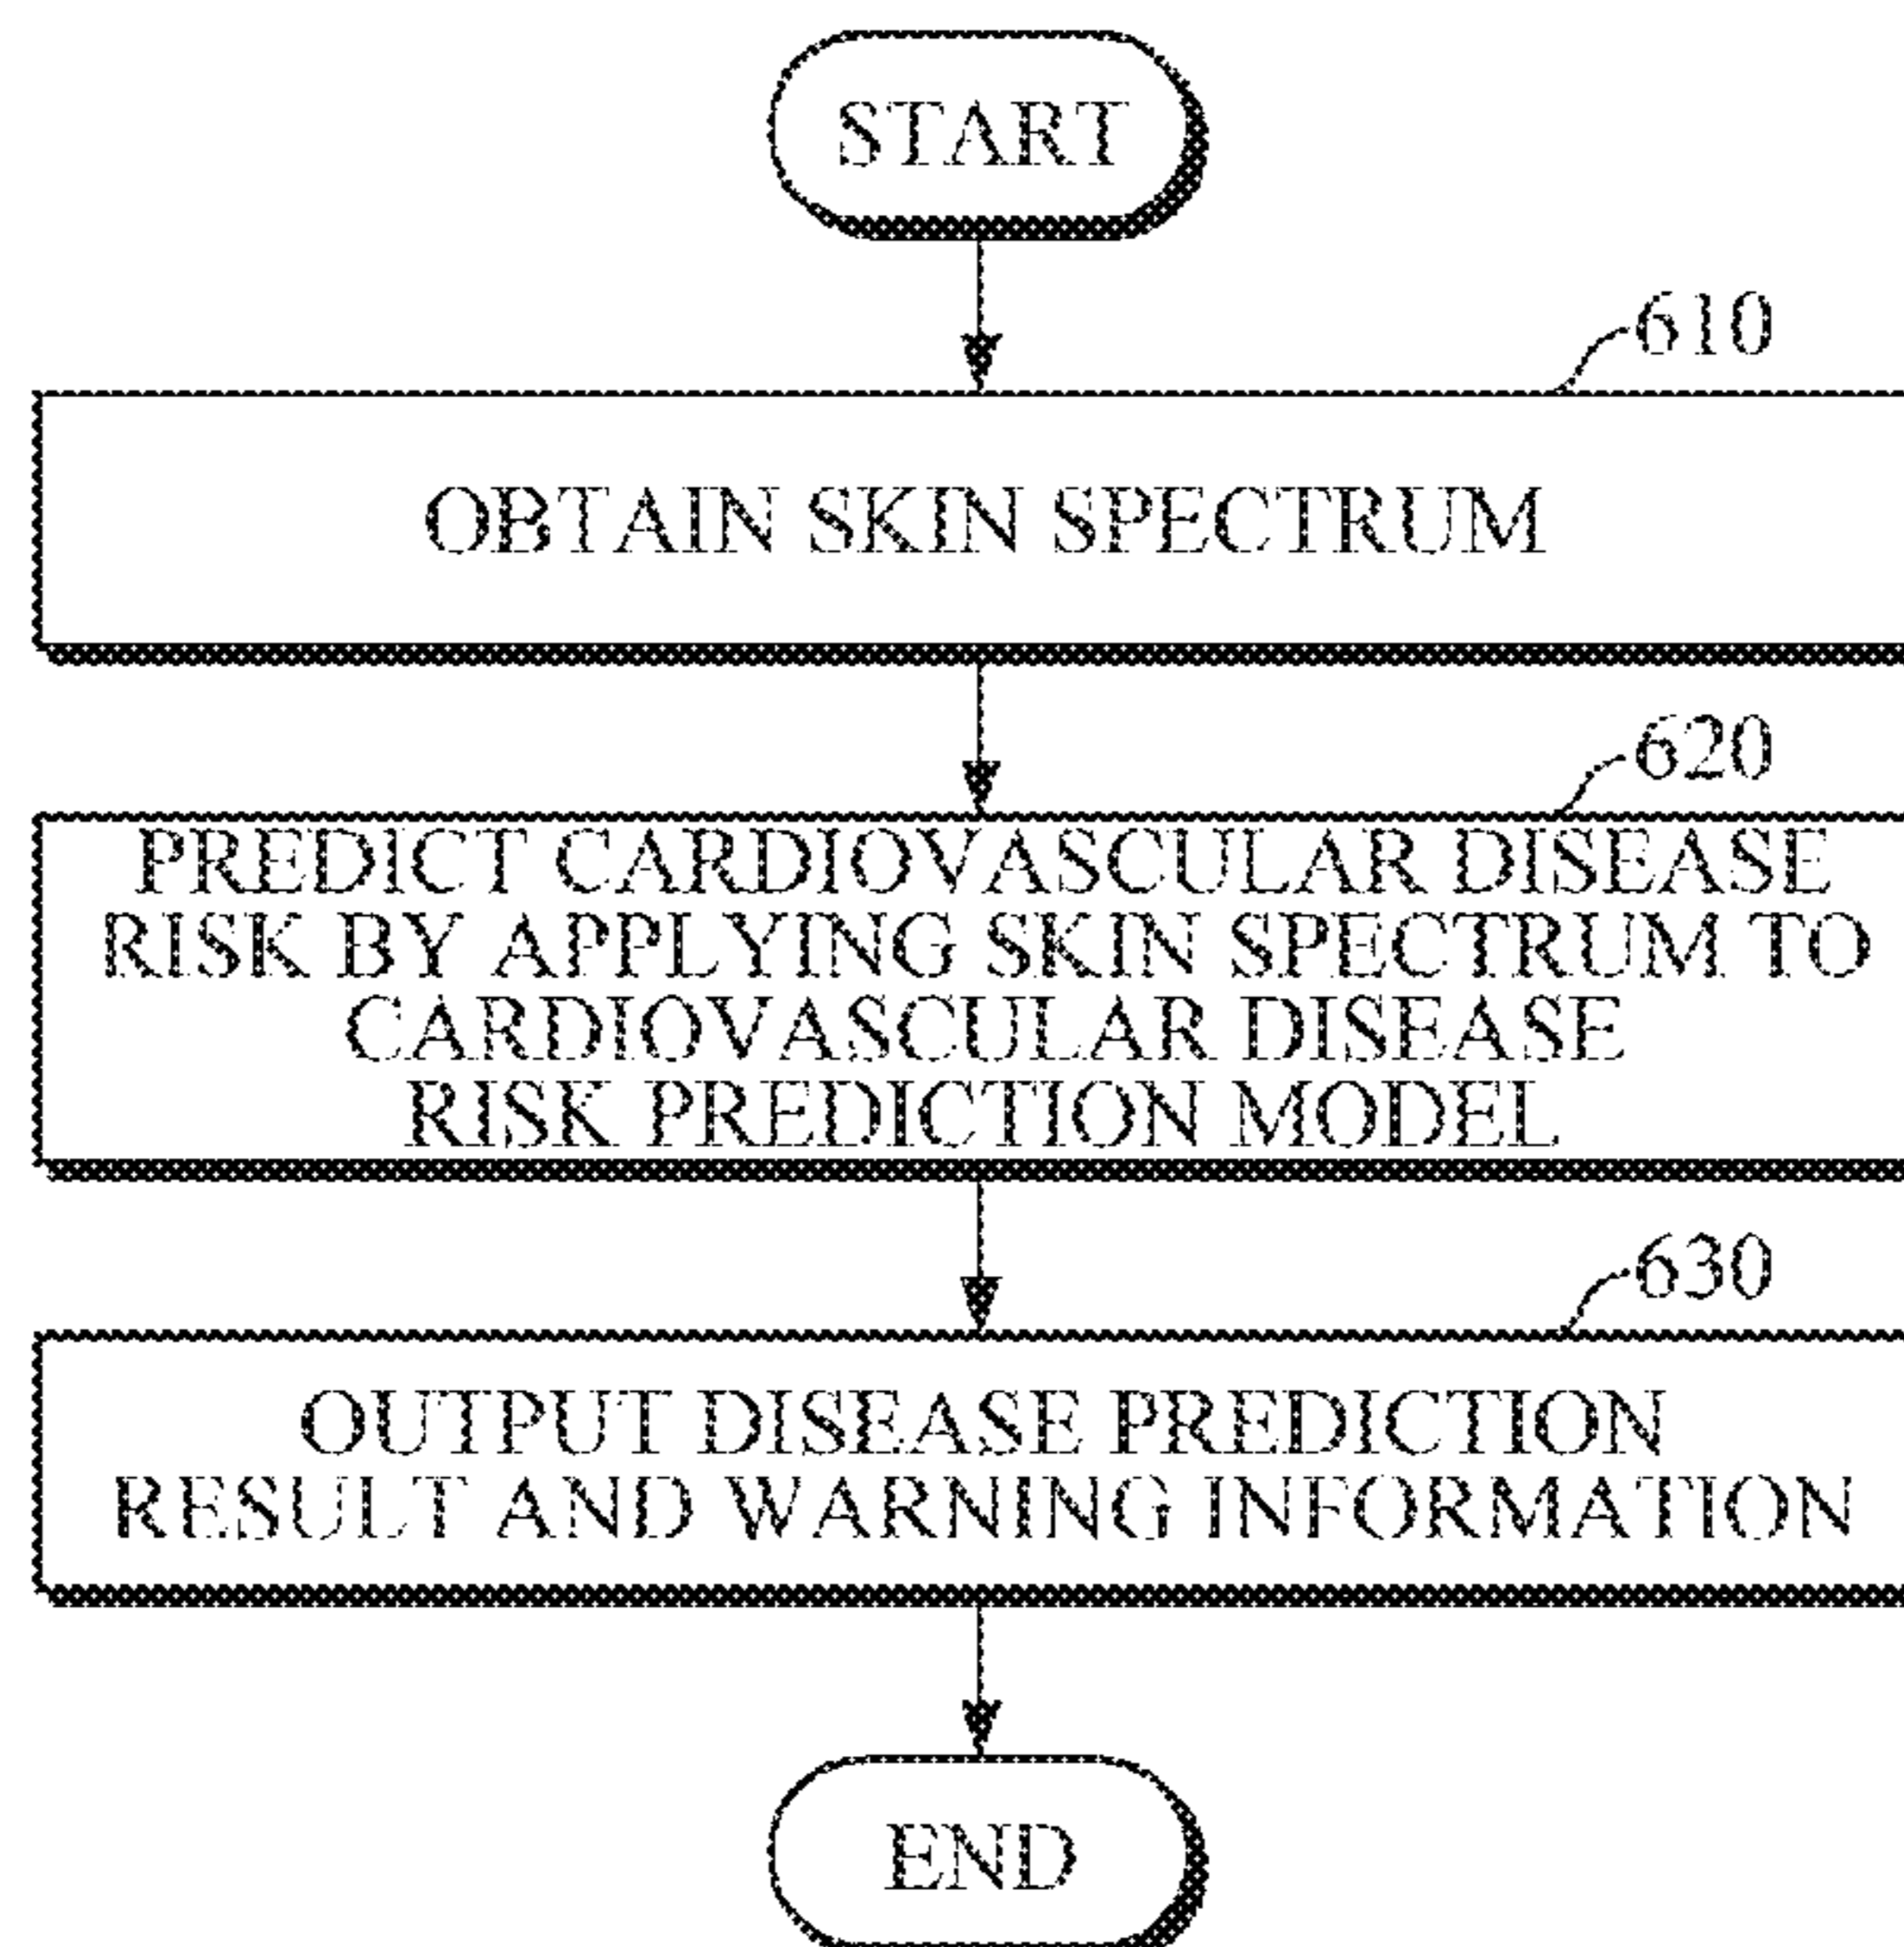 START
610
OBTAIN SKIN SPECTRUM
620
PREDICT CARDIOVASCULAR DISEASE
RISK BY APPLYING SKIN SPECTRUM TO
CARDIOVASCULAR DISEASE
RISK PREDICTION MODEL
630
OUTPUT DISEASE PREDICTION
RESULT AND WARNING INFORMATION
END